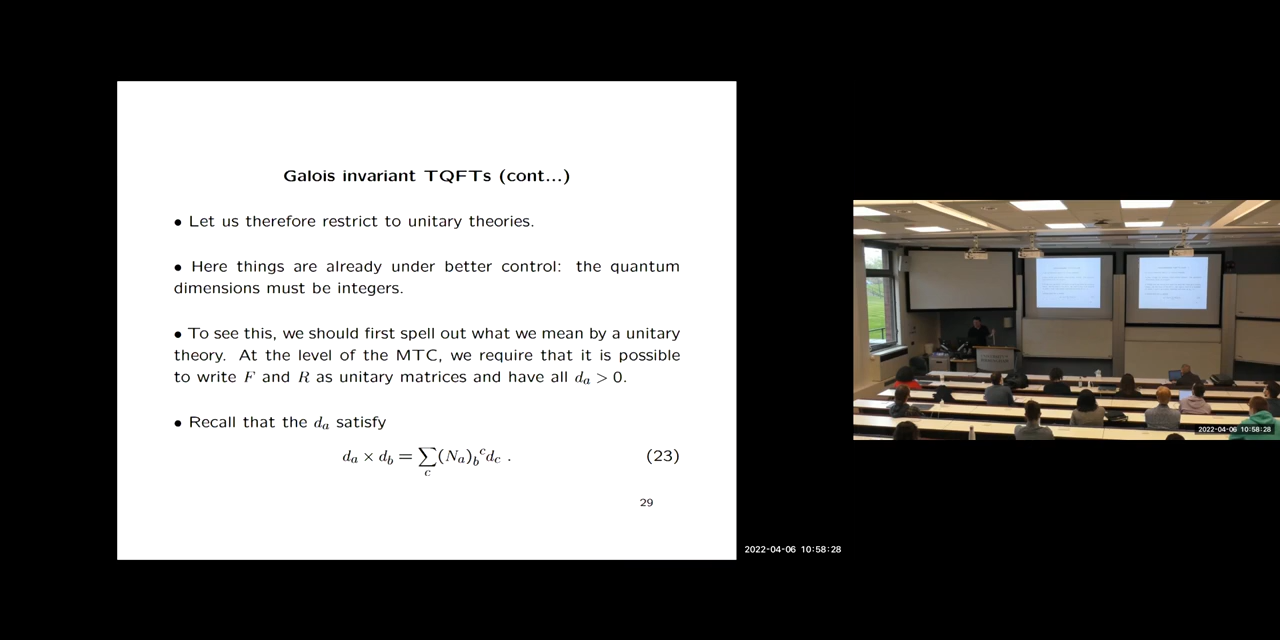 Galois invariant TQFTs (cont...)
• Let us therefore restrict to unitary theories.
• Here things are already under better control: the quantum
dimensions must be integers.
• To see this, we should first spell out what we mean by a unitary
theory. At the level of the MTC, we require that it is possible
to write F and R as unitary matrices and have all d_a > 0.
• Recall that the d_a satisfy
d_a × d_b = ∑_c (N_a)_b^c d_c . (23)
29
2022-04-06 10:58:28
2022-04-06 10:58:28